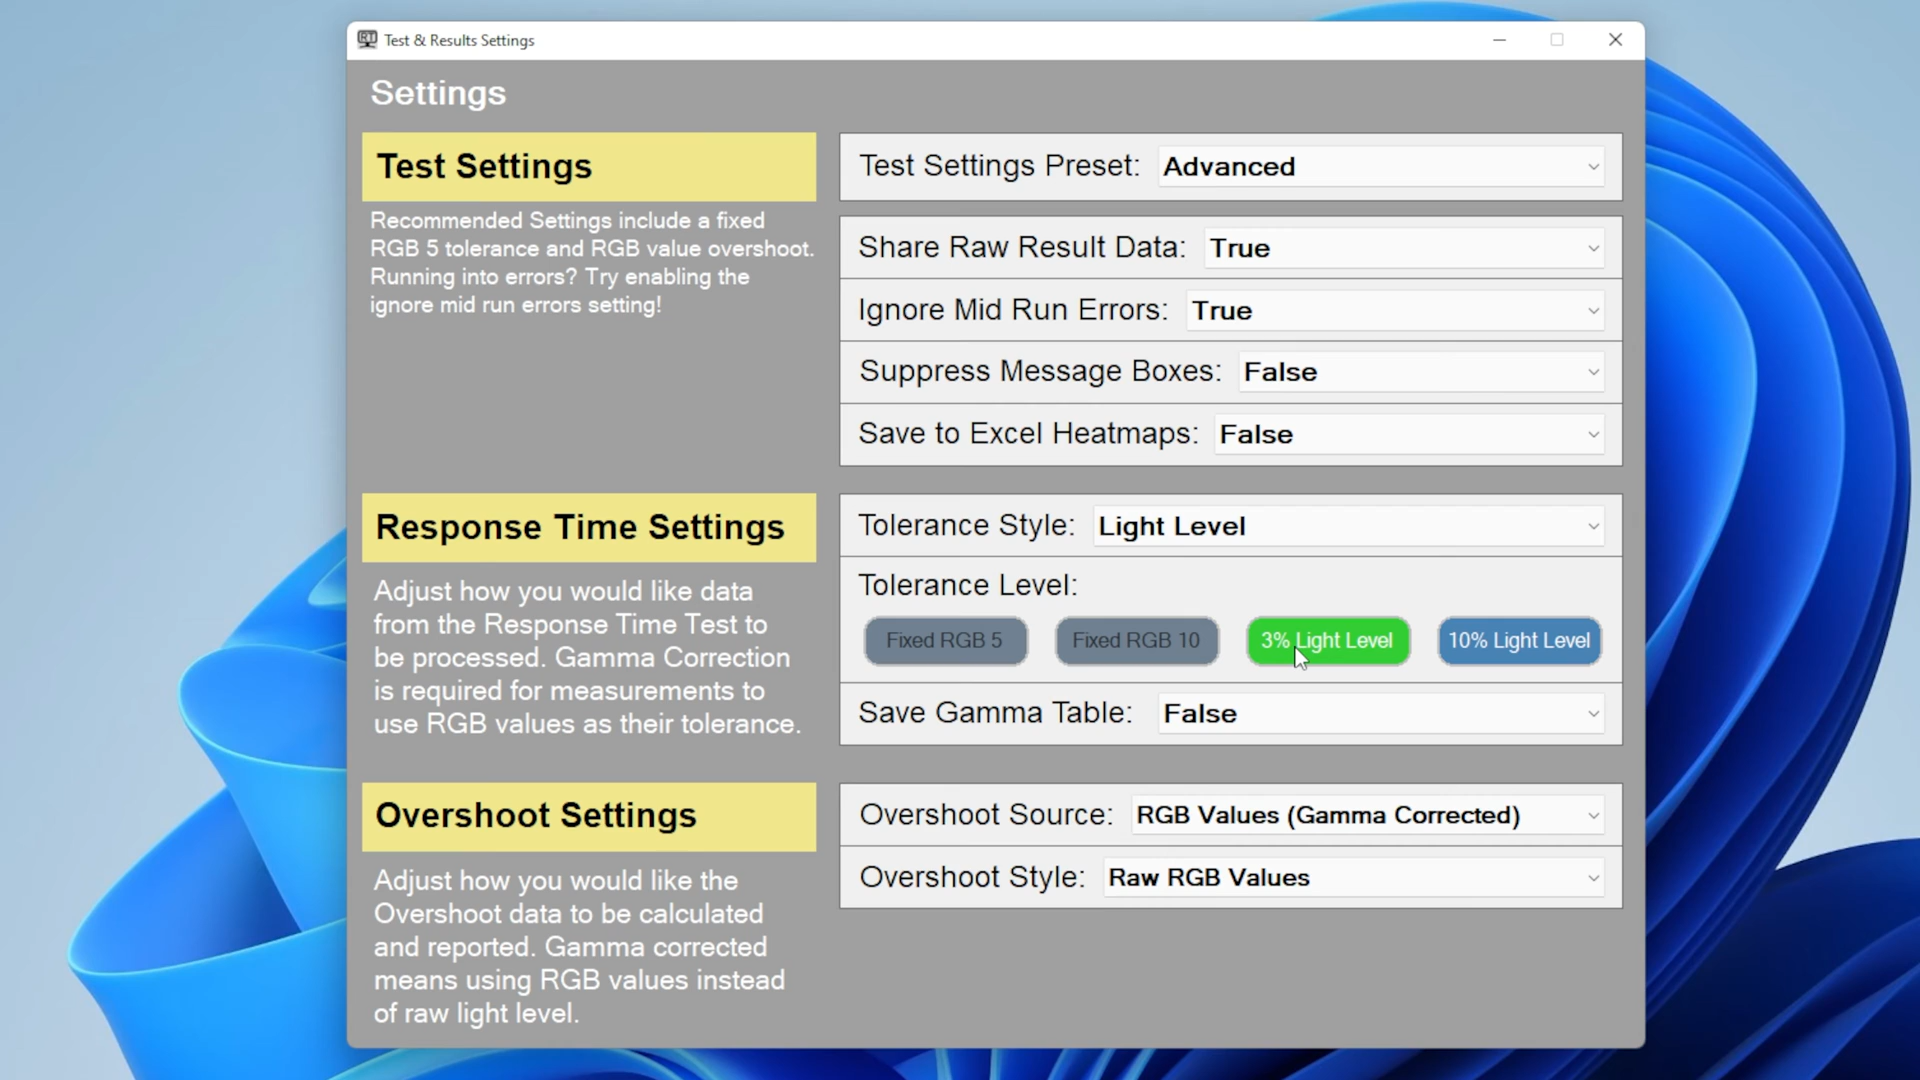 Test & Results Settings
Settings
Test Settings
Recommended Settings include a fixed
RGB 5 tolerance and RGB value overshoot.
Running into errors? Try enabling the
ignore mid run errors setting!
Test Settings Preset: Advanced
Share Raw Result Data: True
Ignore Mid Run Errors: True
Suppress Message Boxes: False
Save to Excel Heatmaps: False
Response Time Settings
Adjust how you would like data
from the Response Time Test to
be processed. Gamma Correction
is required for measurements to
use RGB values as their tolerance.
Tolerance Style: Light Level
Tolerance Level:
Fixed RGB 5 Fixed RGB 10 3% Light Level 10% Light Level
Save Gamma Table: False
Overshoot Settings
Adjust how you would like the
Overshoot data to be calculated
and reported. Gamma corrected
means using RGB values instead
of raw light level.
Overshoot Source: RGB Values (Gamma Corrected)
Overshoot Style: Raw RGB Values